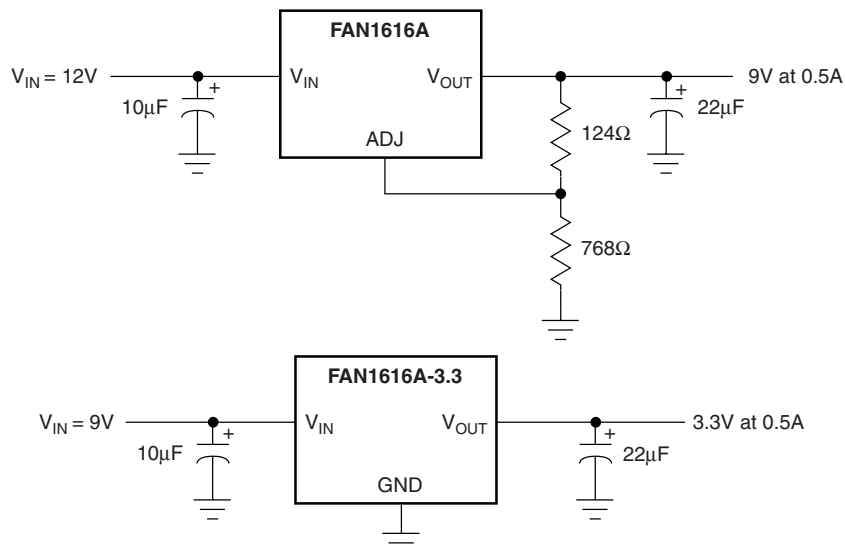 FAN1616A
V_IN = 12V
V_IN
V_OUT
9V at 0.5A
+
10μF
+
22μF
124Ω
ADJ
768Ω
FAN1616A-3.3
V_IN = 9V
V_IN
V_OUT
3.3V at 0.5A
+
10μF
+
22μF
GND